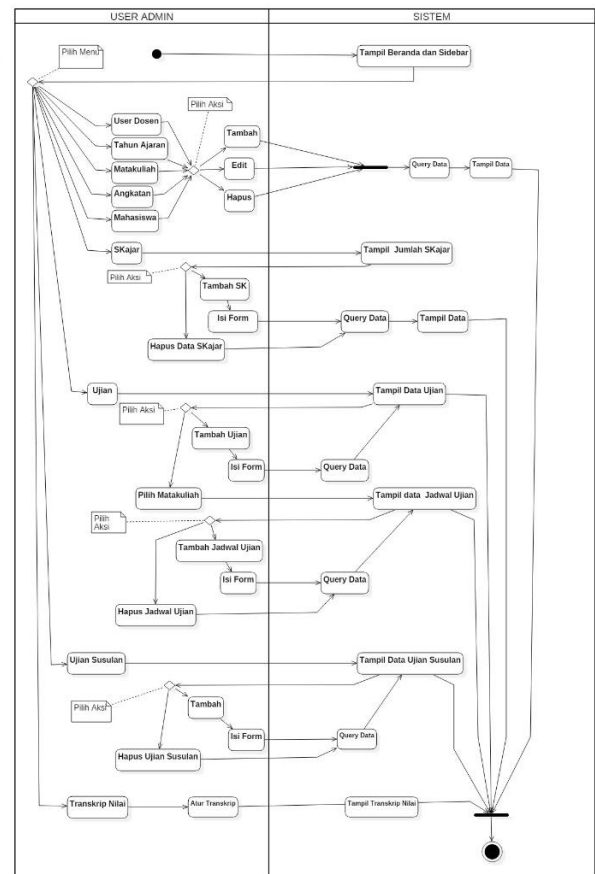 USER ADMIN
SISTEM
Pilih Menu
Tampil Beranda dan Sidebar
Pilih Aksi
User Dosen
Tambah
Tahun Ajaran
Edit
Query Data
Tampil Data
Matakuliah
Angkatan
Hapus
Mahasiswa
SKajar
Tampil Jumlah SKajar
Pilih Aksi
Tambah SK
Isi Form
Query Data
Tampil Data
Hapus Data SKajar
Ujian
Tampil Data Ujian
Pilih Aksi
Tambah Ujian
Isi Form
Query Data
Pilih Matakuliah
Tampil data Jadwal Ujian
Pilih
Aksi
Tambah Jadwal Ujian
Isi Form
Query Data
Hapus Jadwal Ujian
Ujian Susulan
Tampil Data Ujian Susulan
Pilih Aksi
Tambah
Isi Form
Query Data
Hapus Ujian Susulan
Transkrip Nilai
Atur Transkrip
Tampil Transkrip Nilai